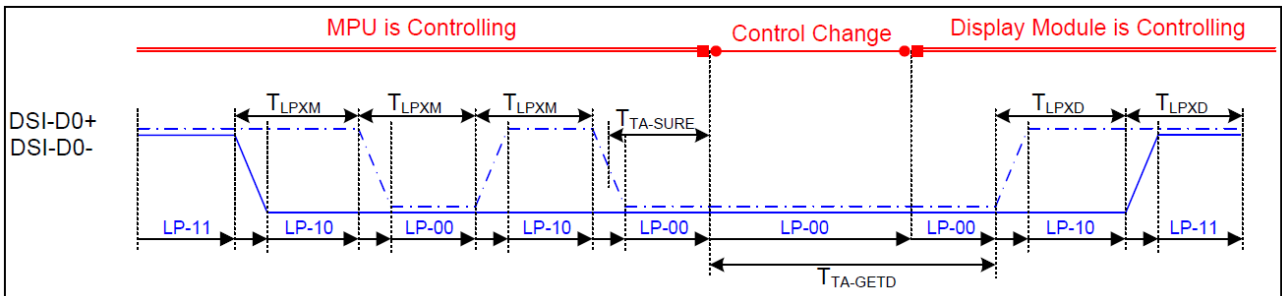 MPU is Controlling Control Change Display Module is Controlling
TLPXM TLPXM TLPXM TLPXD TLPXD
DSI-D0+ TTA-SURE
DSI-D0-
LP-11 LP-10 LP-00 LP-10 LP-00 LP-00 LP-00 LP-10 LP-11
TTA-GETD